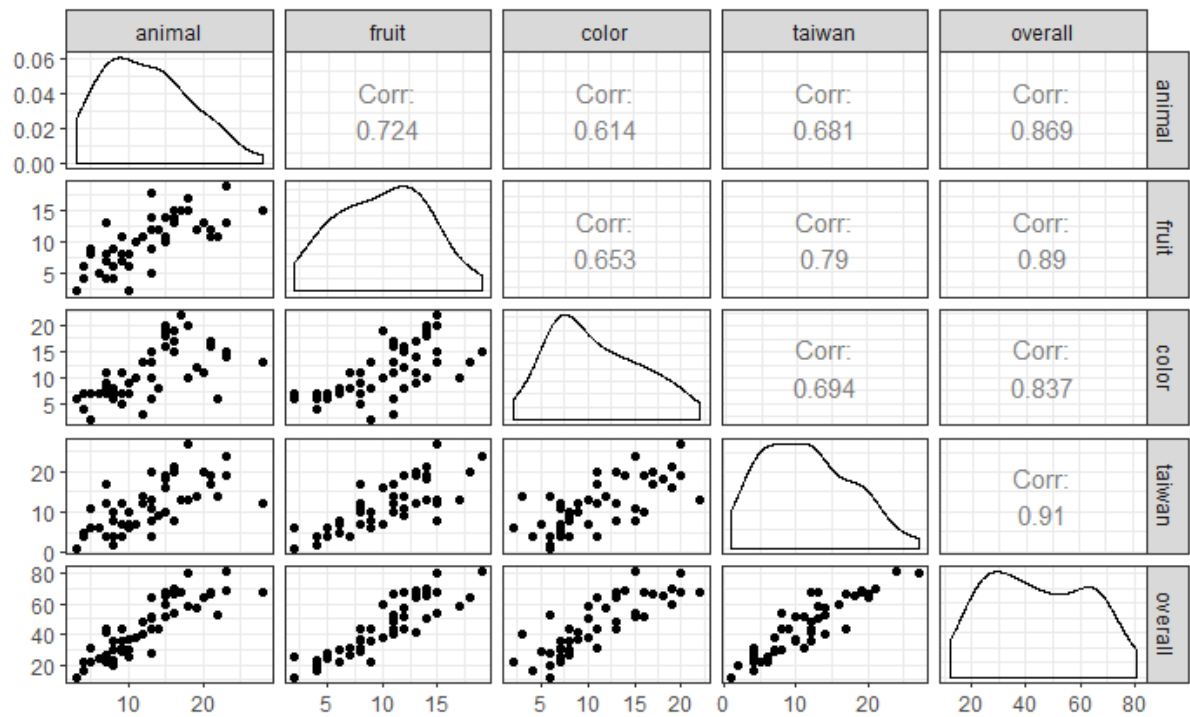 animal fruit color taiwan overall
0.06
0.04
0.02
0.00
Corr:
0.724
Corr:
0.614
Corr:
0.681
Corr:
0.869
animal
15
10
5
Corr:
0.653
Corr:
0.79
Corr:
0.89
fruit
20
15
10
5
Corr:
0.694
Corr:
0.837
color
20
10
0
Corr:
0.91
taiwan
80
60
40
20
overall
10 20
5 10 15
5 10 15 20
0 10 20
20 40 60 80